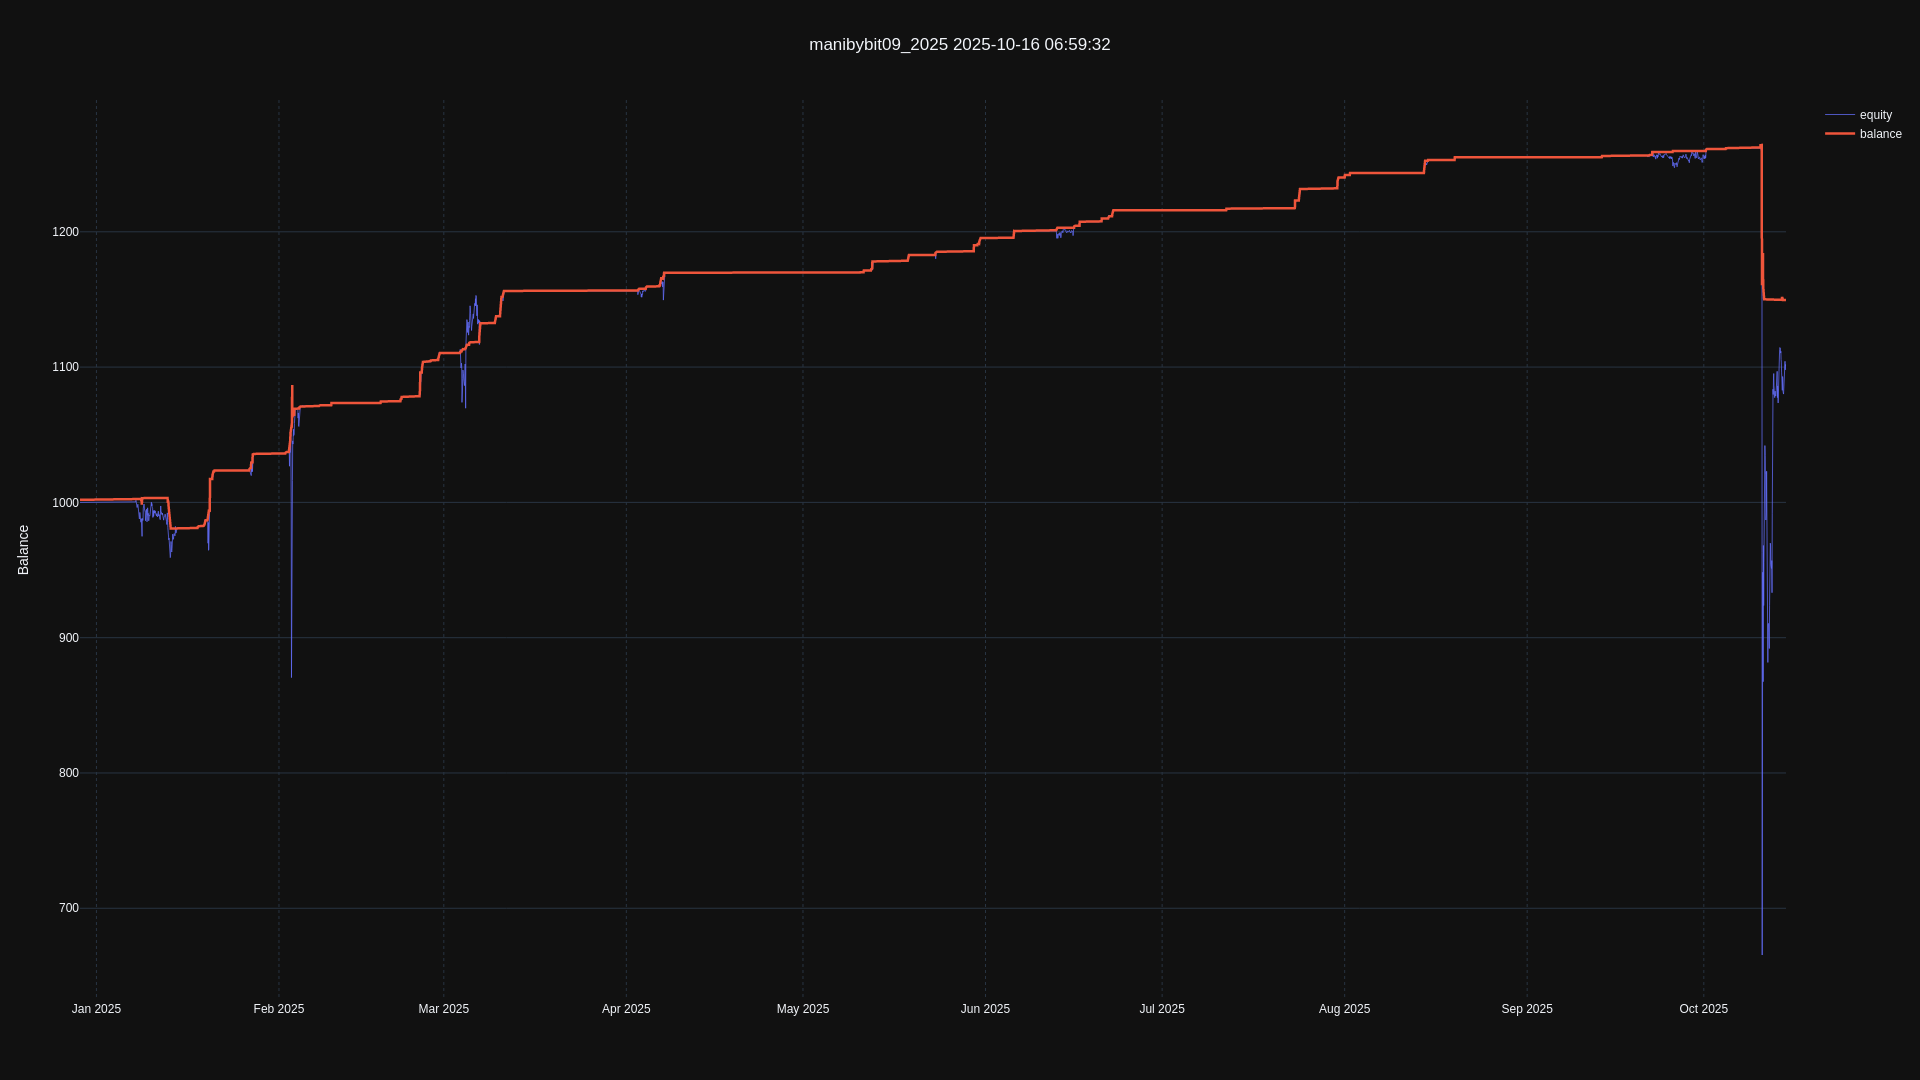 manibybit09_2025 2025-10-16 06:59:32
equity
balance
Balance
1200
1100
1000
900
800
700
Jan 2025
Feb 2025
Mar 2025
Apr 2025
May 2025
Jun 2025
Jul 2025
Aug 2025
Sep 2025
Oct 2025